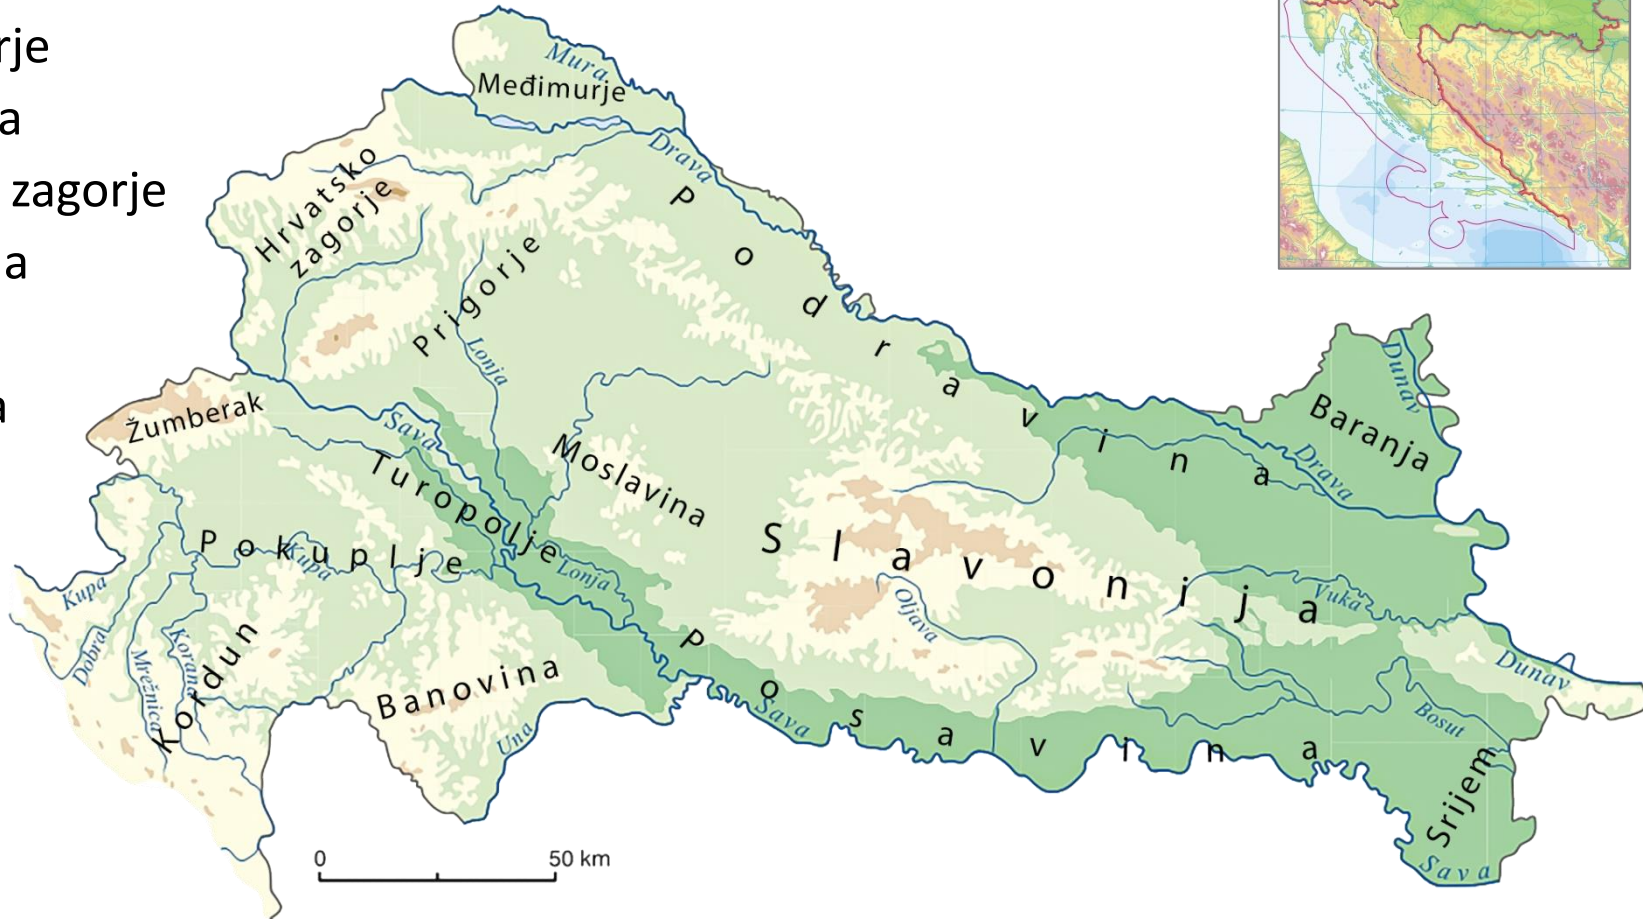 rje
a
zagorje
a
a
Mura
Međimurje
Drava
Hrvatsko
zagorje
Prigorje
Podravina
Lonja
Žumberak
Sava
Turopolje
Moslavina
Baranja
Dunav
Drava
Pokuplje
Kupa
Kupa
Lonja
Slavonija
Vuka
Oljava
Dobra
Mrežnica
Korana
Kordun
Banovina
Una
Posavina
Sava
Dunav
Bosut
Srijem
Sava
0 50 km